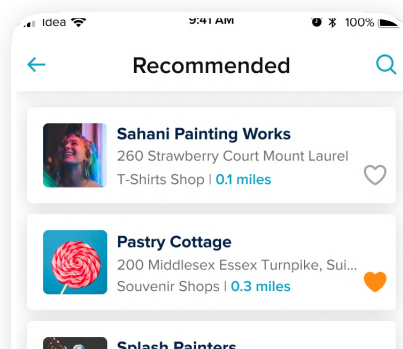 Idea 9:41 AM 100%
Recommended
Sahani Painting Works
260 Strawberry Court Mount Laurel
T-Shirts Shop | 0.1 miles
Pastry Cottage
200 Middlesex Essex Turnpike, Sui...
Souvenir Shops | 0.3 miles
Splash Painters